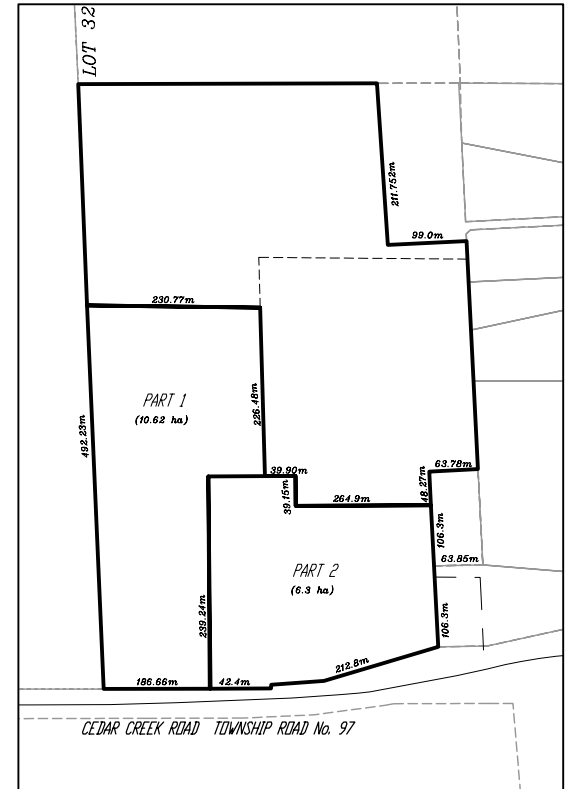 LOT 32
211.752m
99.0m
230.77m
PART 1
(10.62 ha)
492.23m
226.48m
39.90m
39.15m
264.9m
48.27m
63.78m
106.3m
63.85m
PART 2
(6.3 ha)
239.24m
106.3m
212.8m
186.66m
42.4m
CEDAR CREEK ROAD TOWNSHIP ROAD No. 97